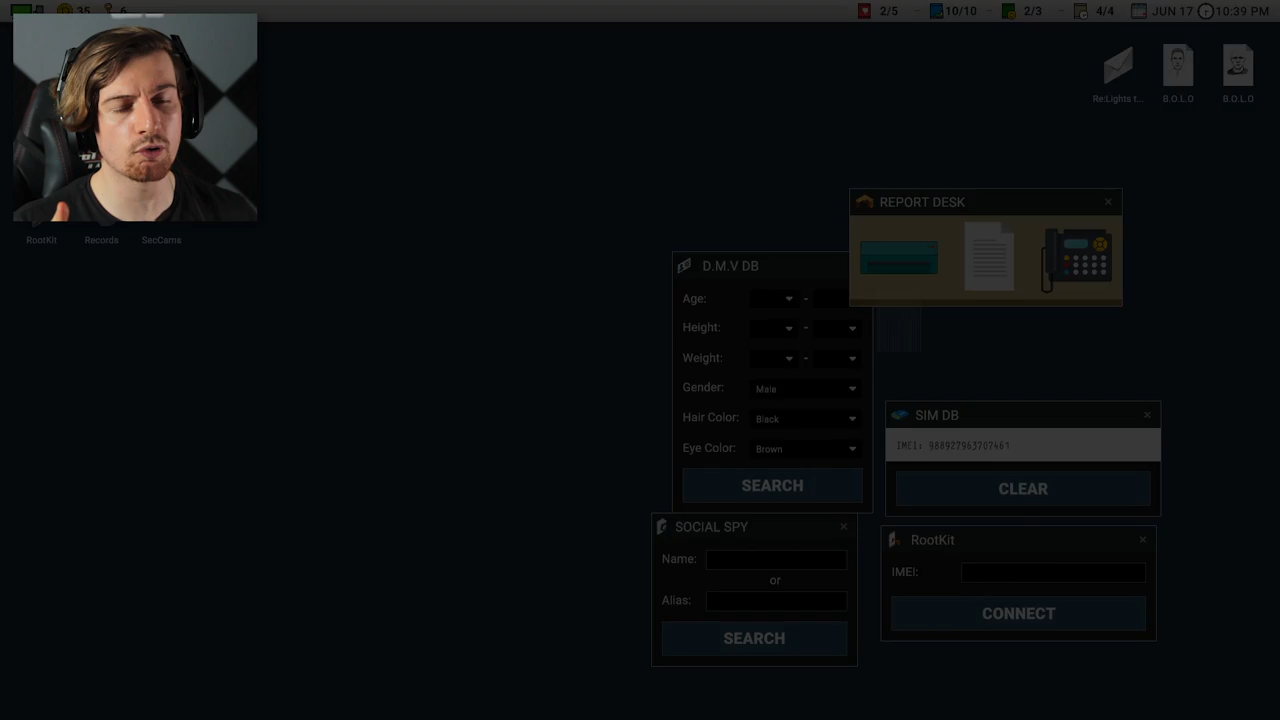 35
6
2/5
10/10
2/3
4/4
JUN 17
10:39 PM
Re:Lights t...
B.O.L.O
B.O.L.O
RootKit
Records
SecCams
REPORT DESK
D.M.V DB
Age:
-
Height:
-
Weight:
-
Gender:
Male
Hair Color:
Black
Eye Color:
Brown
SEARCH
SIM DB
IMEI: 988927963707461
CLEAR
SOCIAL SPY
Name:
or
Alias:
SEARCH
RootKit
IMEI:
CONNECT